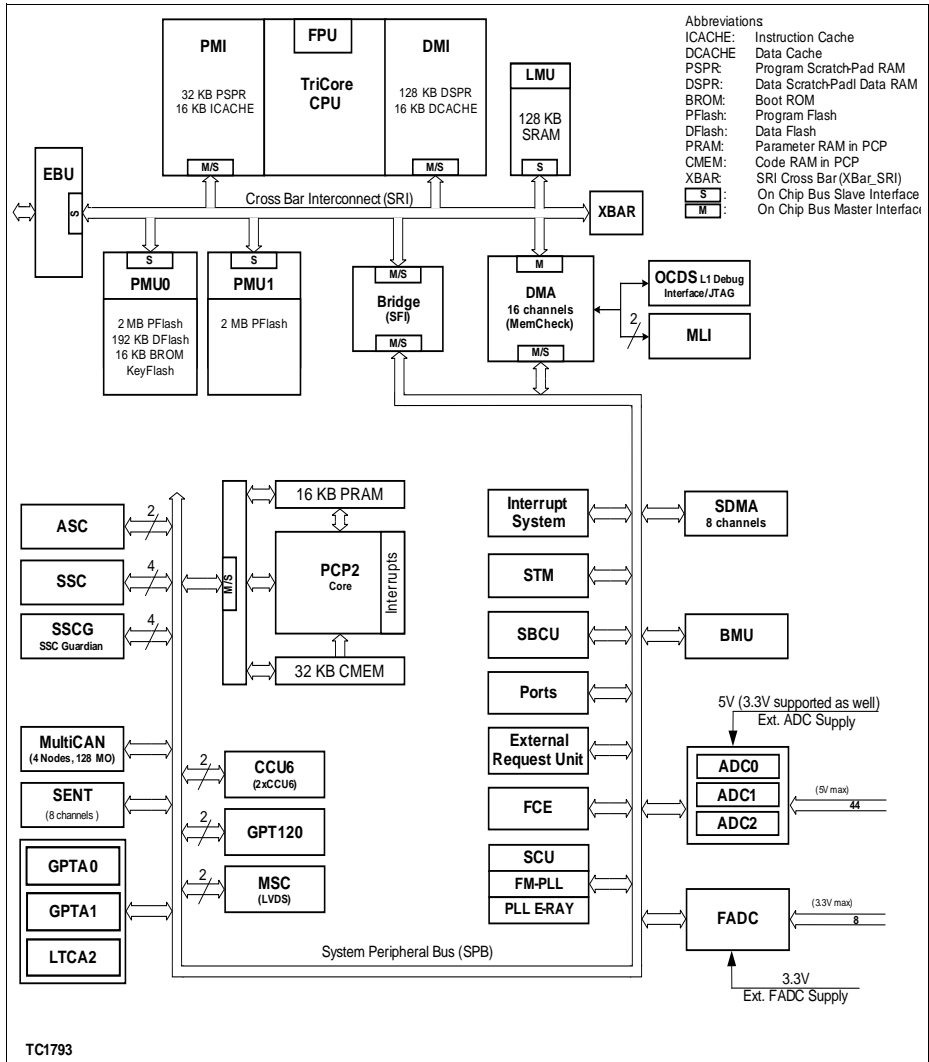 PMI
32 KB PSPR
16 KB ICACHE
M/S
FPU
TriCore
CPU
DMI
128 KB DSPR
16 KB DCACHE
M/S
LMU
128 KB
SRAM
S
Abbreviations:
ICACHE: Instruction Cache
DCACHE Data Cache
PSPR: Program Scratch-Pad RAM
DSPR: Data Scratch-Padl Data RAM
BROM: Boot ROM
PFlash: Program Flash
DFlash: Data Flash
PRAM: Parameter RAM in PCP
CMEM: Code RAM in PCP
XBAR: SRI Cross Bar (XBar_SRI)
S : On Chip Bus Slave Interface
M : On Chip Bus Master Interface
EBU
S
Cross Bar Interconnect (SRI)
XBAR
S
PMU0
2 MB PFlash
192 KB DFlash
16 KB BROM
KeyFlash
S
PMU1
2 MB PFlash
M/S
Bridge
(SFI)
M/S
M
DMA
16 channels
(MemCheck)
M/S
OCDS L1 Debug
Interface/JTAG
2
MLI
ASC
2
SSC
4
SSCG
SSC Guardian
4
M/S
16 KB PRAM
PCP2
Core
Interrupts
32 KB CMEM
Interrupt
System
SDMA
8 channels
STM
SBCU
BMU
Ports
External
Request Unit
FCE
SCU
FM-PLL
PLL E-RAY
5V (3.3V supported as well)
Ext. ADC Supply
ADC0
ADC1
ADC2
(5V max)
44
FADC
(3.3V max)
8
3.3V
Ext. FADC Supply
MultiCAN
(4 Nodes, 128 MO)
SENT
(8 channels )
GPTA0
GPTA1
LTCA2
2
CCU6
(2xCCU6)
2
GPT120
2
MSC
(LVDS)
System Peripheral Bus (SPB)
TC1793